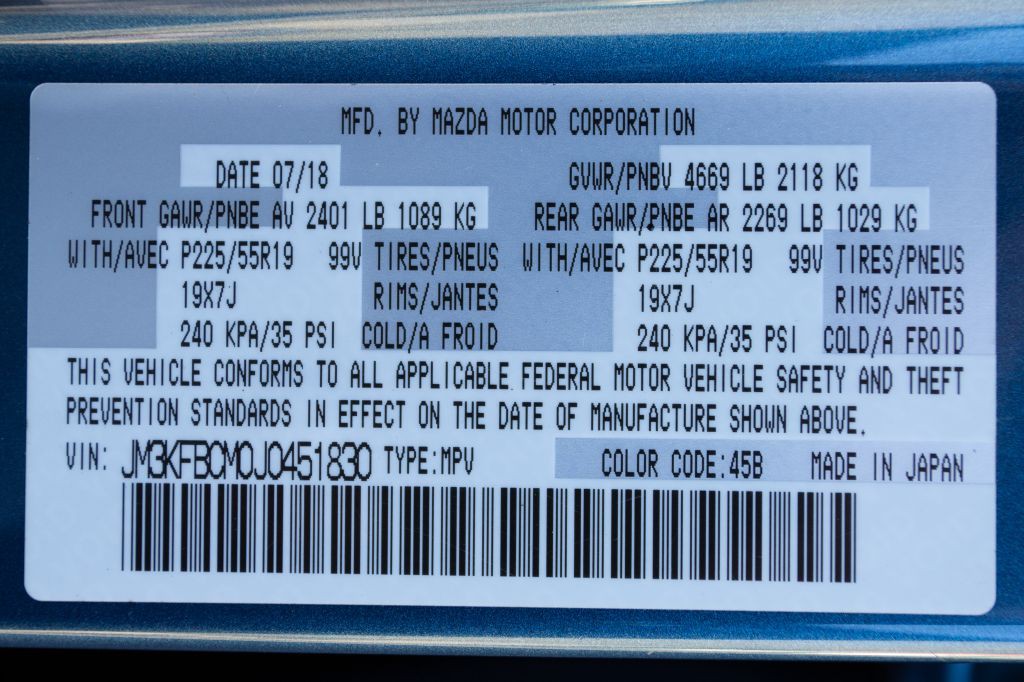 MFD. BY MAZDA MOTOR CORPORATION
DATE 07/18 GVWR/PNBV 4669 LB 2118 KG
FRONT GAWR/PNBE AV 2401 LB 1089 KG REAR GAWR/PNBE AR 2269 LB 1029 KG
WITH/AVEC P225/55R19 99V TIRES/PNEUS WITH/AVEC P225/55R19 99V TIRES/PNEUS
19X7J RIMS/JANTES 19X7J RIMS/JANTES
240 KPA/35 PSI COLD/A FROID 240 KPA/35 PSI COLD/A FROID
THIS VEHICLE CONFORMS TO ALL APPLICABLE FEDERAL MOTOR VEHICLE SAFETY AND THEFT
PREVENTION STANDARDS IN EFFECT ON THE DATE OF MANUFACTURE SHOWN ABOVE.
VIN: JM3KFBCM0J0451830 TYPE:MPV COLOR CODE:45B MADE IN JAPAN